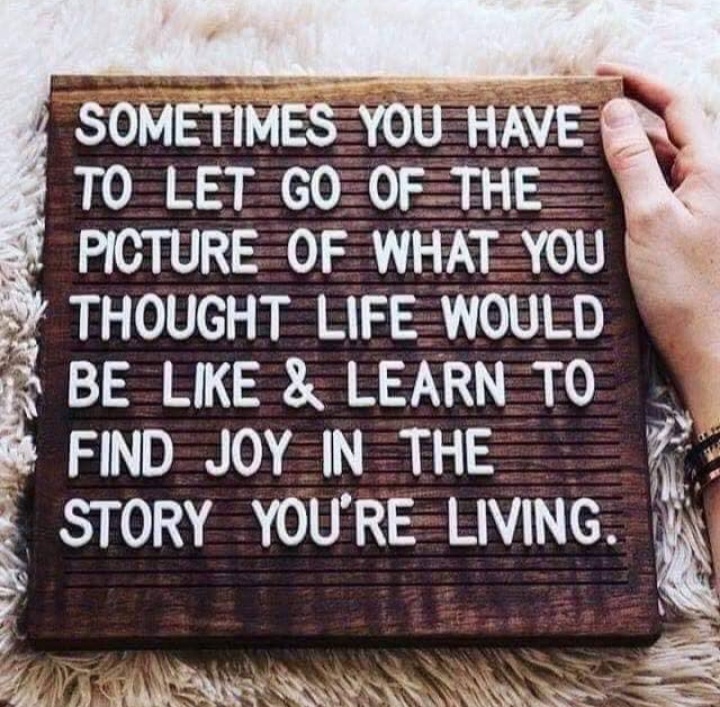 SOMETIMES YOU HAVE
TO LET GO OF THE
PICTURE OF WHAT YOU
THOUGHT LIFE WOULD
BE LIKE & LEARN TO
FIND JOY IN THE
STORY YOU'RE LIVING.